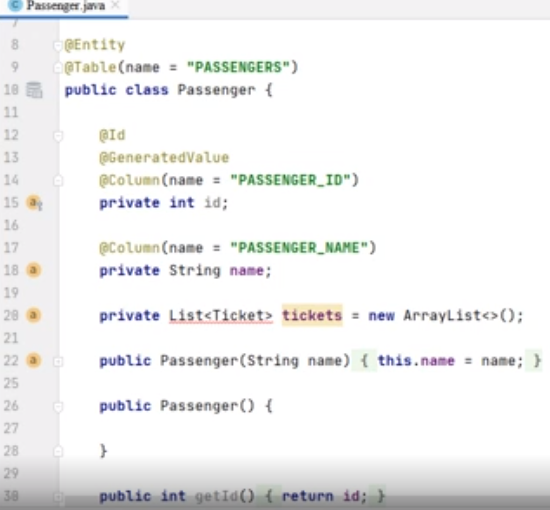 Passenger.java
7
8 @Entity
9 @Table(name = "PASSENGERS")
10 public class Passenger {
11
12 @Id
13 @GeneratedValue
14 @Column(name = "PASSENGER_ID")
15 private int id;
16
17 @Column(name = "PASSENGER_NAME")
18 private String name;
19
20 private List<Ticket> tickets = new ArrayList<>();
21
22 public Passenger(String name) { this.name = name; }
25
26 public Passenger() {
27
28 }
29
30 public int getId() { return id; }